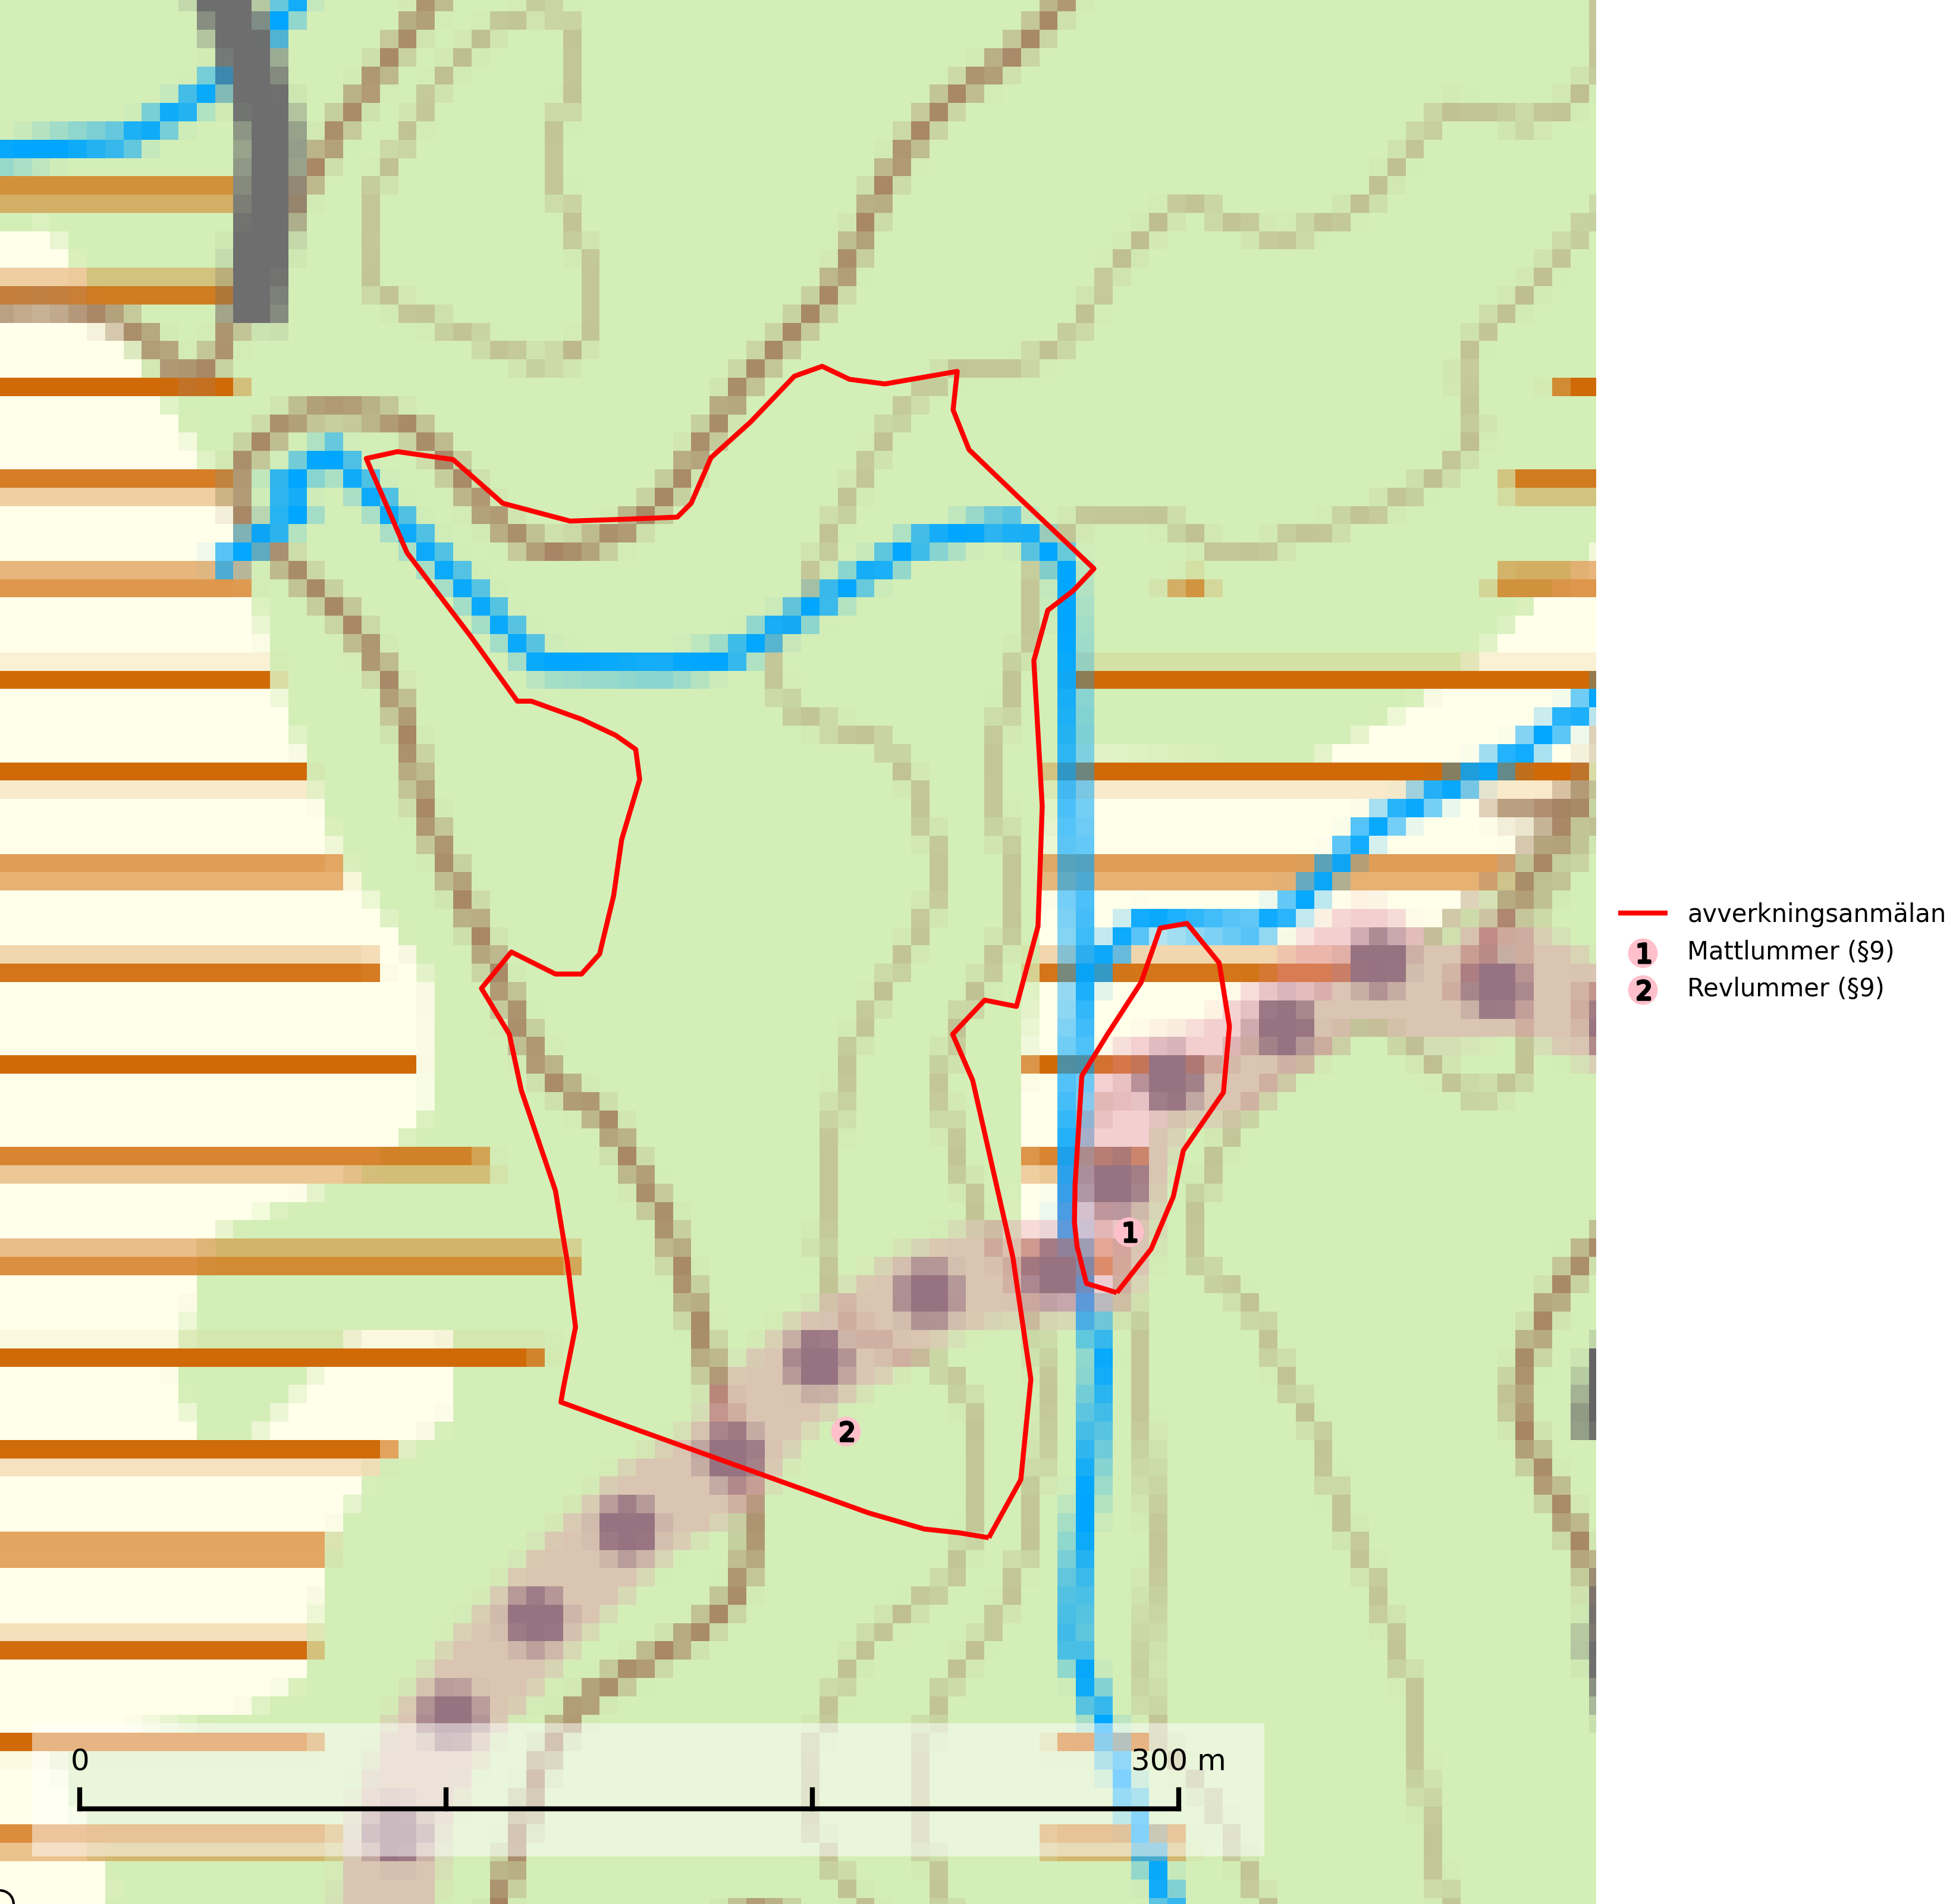 avverkningsanmälan
1 Mattlummer (§9)
2 Revlummer (§9)
1
2
0 300 m